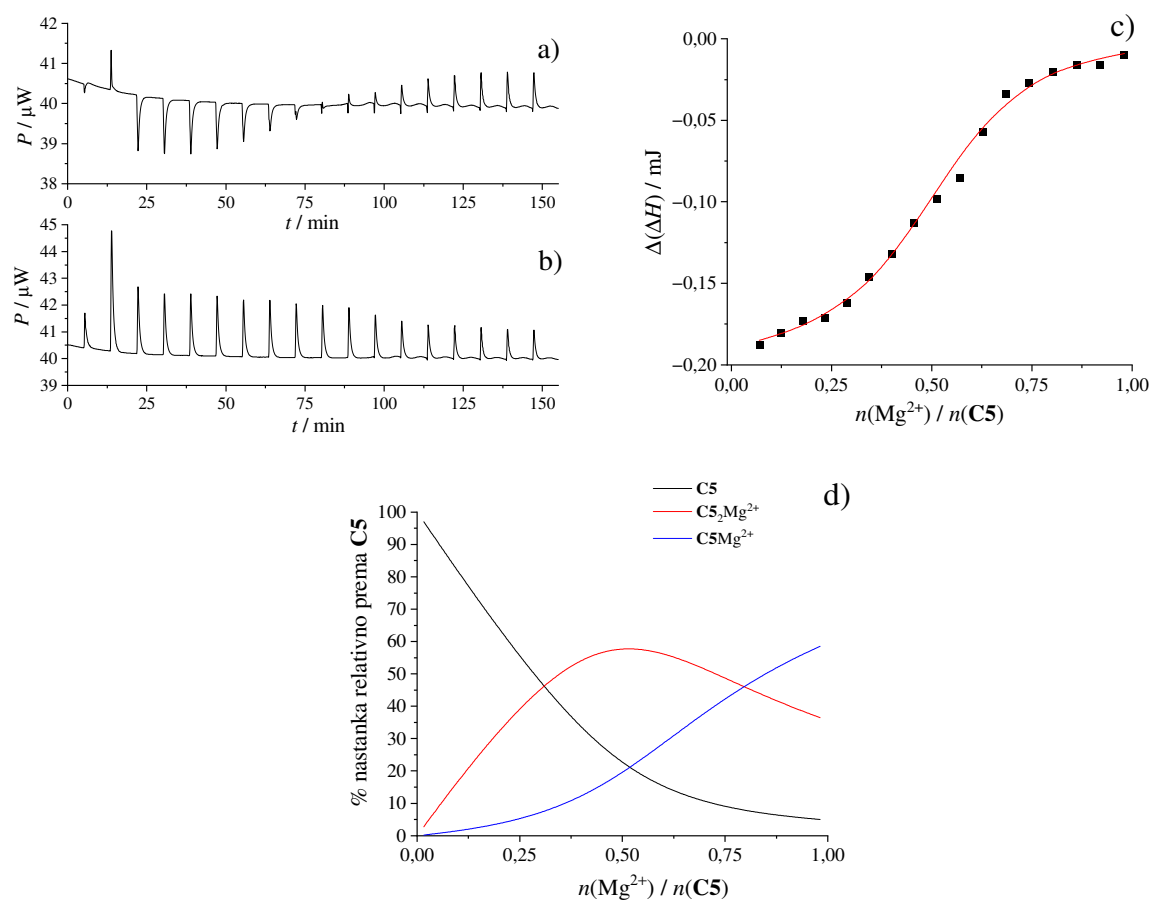 a)
P / µW
42
41
40
39
38
0 25 50 75 100 125 150
t / min
b)
P / µW
45
44
43
42
41
40
39
0 25 50 75 100 125 150
t / min
c)
Δ(ΔH) / mJ
0,00
−0,05
−0,10
−0,15
−0,20
0,00 0,25 0,50 0,75 1,00
n(Mg²⁺) / n(C5)
d)
C5
C5₂Mg²⁺
C5Mg²⁺
% nastanka relativno prema C5
100
90
80
70
60
50
40
30
20
10
0
0,00 0,25 0,50 0,75 1,00
n(Mg²⁺) / n(C5)